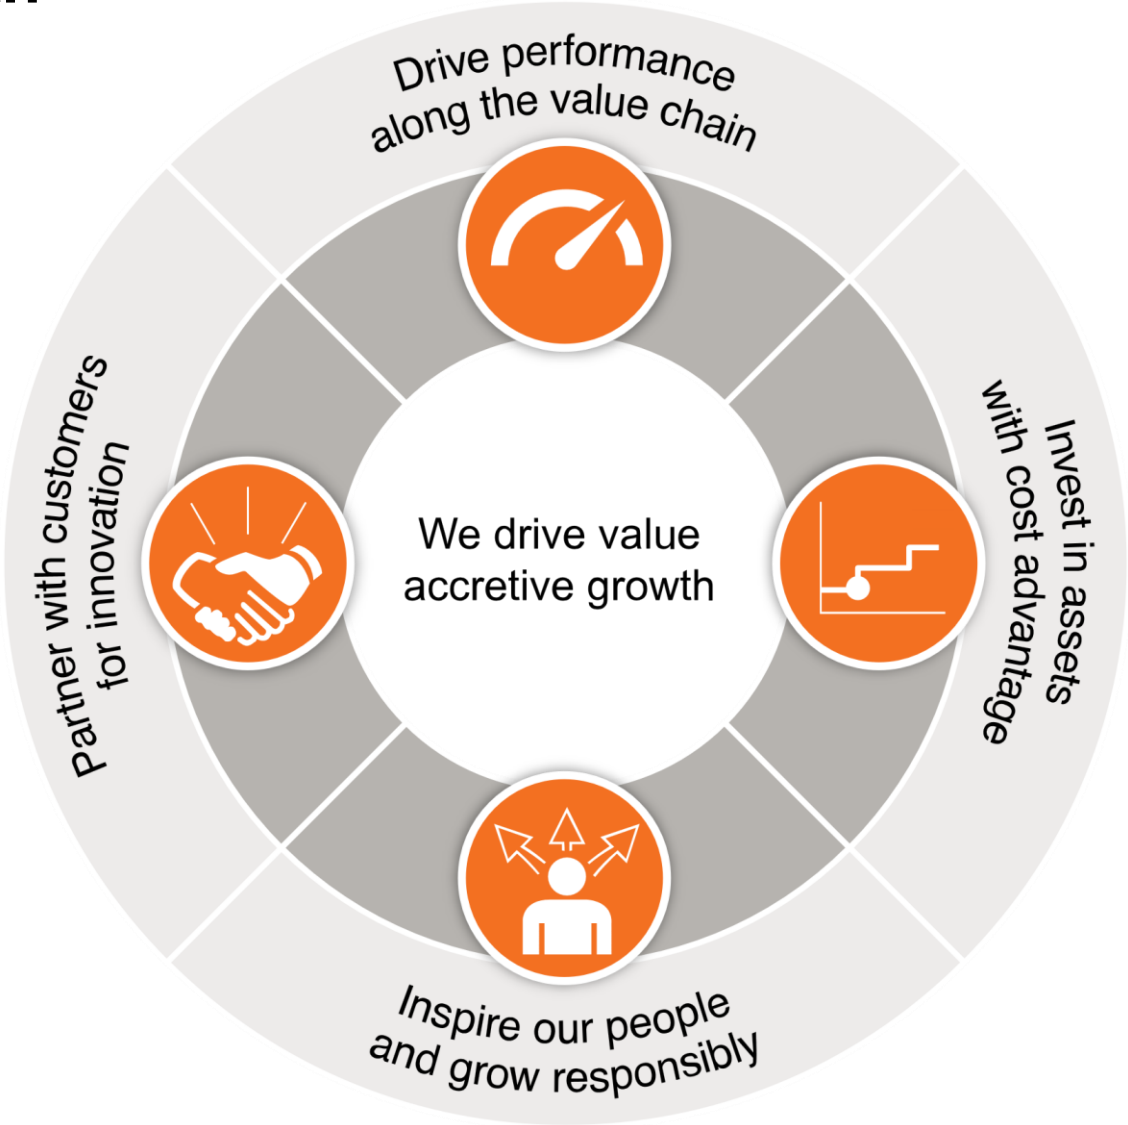 Drive performance
along the value chain
Invest in assets
with cost advantage
Inspire our people
and grow responsibly
Partner with customers
for innovation
We drive value
accretive growth